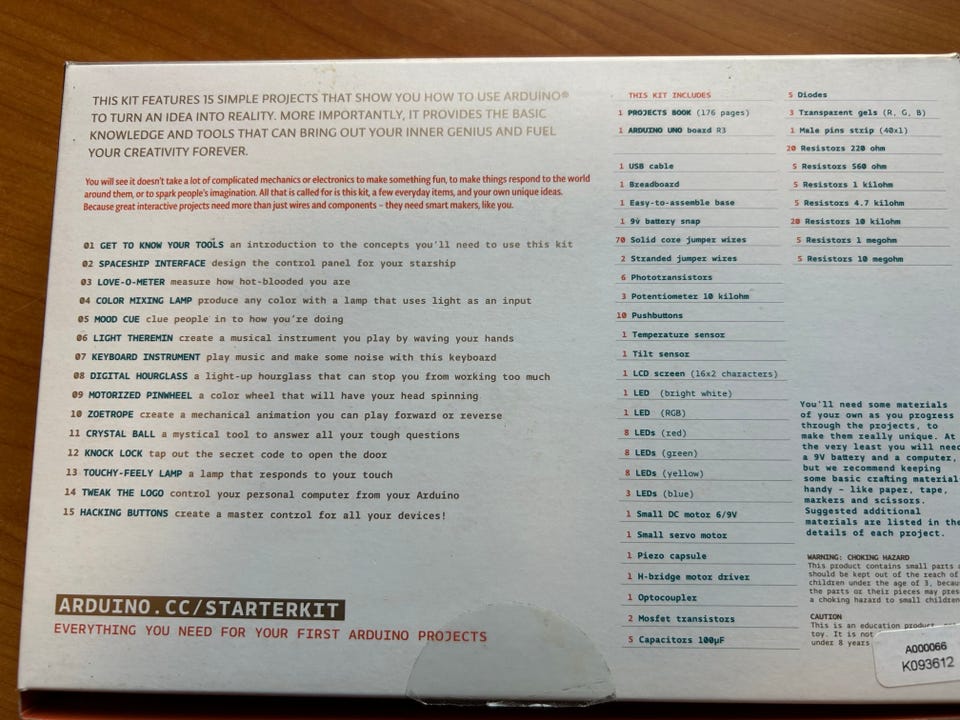 THIS KIT FEATURES 15 SIMPLE PROJECTS THAT SHOW YOU HOW TO USE ARDUINO®
TO TURN AN IDEA INTO REALITY. MORE IMPORTANTLY, IT PROVIDES THE BASIC
KNOWLEDGE AND TOOLS THAT CAN BRING OUT YOUR INNER GENIUS AND FUEL
YOUR CREATIVITY FOREVER.
You will see it doesn't take a lot of complicated mechanics or electronics to make something fun, to make things respond to the world
around them, or to spark people's imagination. All that is called for is this kit, a few everyday items, and your own unique ideas.
Because great interactive projects need more than just wires and components – they need smart makers, like you.
01 GET TO KNOW YOUR TOOLS an introduction to the concepts you'll need to use this kit
02 SPACESHIP INTERFACE design the control panel for your starship
03 LOVE-O-METER measure how hot-blooded you are
04 COLOR MIXING LAMP produce any color with a lamp that uses light as an input
05 MOOD CUE clue people in to how you're doing
06 LIGHT THEREMIN create a musical instrument you play by waving your hands
07 KEYBOARD INSTRUMENT play music and make some noise with this keyboard
08 DIGITAL HOURGLASS a light-up hourglass that can stop you from working too much
09 MOTORIZED PINWHEEL a color wheel that will have your head spinning
10 ZOETROPE create a mechanical animation you can play forward or reverse
11 CRYSTAL BALL a mystical tool to answer all your tough questions
12 KNOCK LOCK tap out the secret code to open the door
13 TOUCHY-FEELY LAMP a lamp that responds to your touch
14 TWEAK THE LOGO control your personal computer from your Arduino
15 HACKING BUTTONS create a master control for all your devices!
ARDUINO.CC/STARTERKIT
EVERYTHING YOU NEED FOR YOUR FIRST ARDUINO PROJECTS
THIS KIT INCLUDES
1 PROJECTS BOOK (176 pages)
1 ARDUINO UNO board R3
1 USB cable
1 Breadboard
1 Easy-to-assemble base
1 9v battery snap
70 Solid core jumper wires
2 Stranded jumper wires
6 Phototransistors
3 Potentiometer 10 kilohm
10 Pushbuttons
1 Temperature sensor
1 Tilt sensor
1 LCD screen (16x2 characters)
1 LED (bright white)
1 LED (RGB)
8 LEDs (red)
8 LEDs (green)
8 LEDs (yellow)
3 LEDs (blue)
1 Small DC motor 6/9V
1 Small servo motor
1 Piezo capsule
1 H-bridge motor driver
1 Optocoupler
2 Mosfet transistors
5 Capacitors 100µF
5 Diodes
3 Transparent gels (R, G, B)
1 Male pins strip (40x1)
20 Resistors 220 ohm
5 Resistors 560 ohm
5 Resistors 1 kilohm
5 Resistors 4.7 kilohm
20 Resistors 10 kilohm
5 Resistors 1 megohm
5 Resistors 10 megohm
You'll need some materials
of your own as you progress
through the projects, to
make them really unique. At
the very least you will need
a 9V battery and a computer,
but we recommend keeping
some basic crafting material
handy – like paper, tape,
markers and scissors.
Suggested additional
materials are listed in the
details of each project.
WARNING: CHOKING HAZARD
This product contains small parts
should be kept out of the reach of
children under the age of 3, becau
the parts or their pieces may pres
a choking hazard to small children
CAUTION
This is an education product,
toy. It is not
under 8 years
A000066
K093612